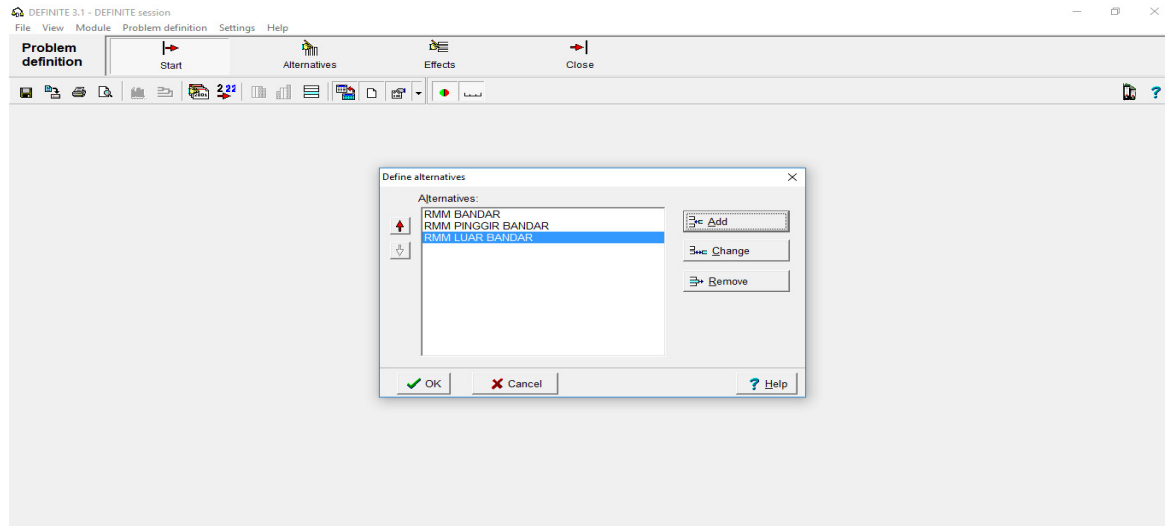 DEFINITE 3.1 - DEFINITE session
File View Module Problem definition Settings Help
Problem definition
Start
Alternatives
Effects
Close
Define alternatives
Alternatives:
RMM BANDAR
RMM PINGGIR BANDAR
RMM LUAR BANDAR
Add
Change
Remove
OK
Cancel
? Help